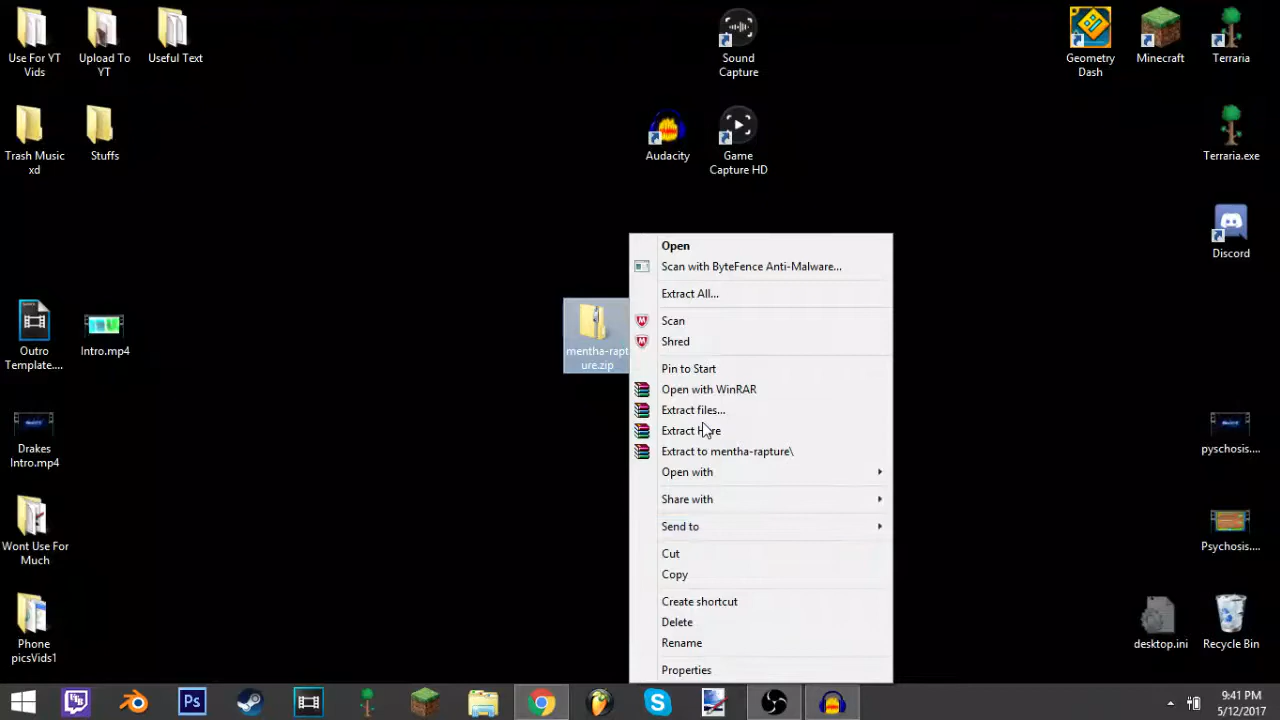 Use For YT
Vids
Upload To
YT
Useful Text
Sound
Capture
Geometry
Dash
Minecraft
Terraria
Trash Music
xd
Stuffs
Audacity
Game
Capture HD
Terraria.exe
Discord
Outro
Template....
Intro.mp4
mentha-rapt
ure.zip
Open
Scan with ByteFence Anti-Malware...
Extract All...
Scan
Shred
Pin to Start
Open with WinRAR
Extract files...
Extract Here
Extract to mentha-rapture\
Open with
Share with
Send to
Cut
Copy
Create shortcut
Delete
Rename
Properties
Drakes
Intro.mp4
pyschosis....
Wont Use For
Much
Psychosis....
Phone
picsVids1
desktop.ini
Recycle Bin
Ps
9:41 PM
5/12/2017